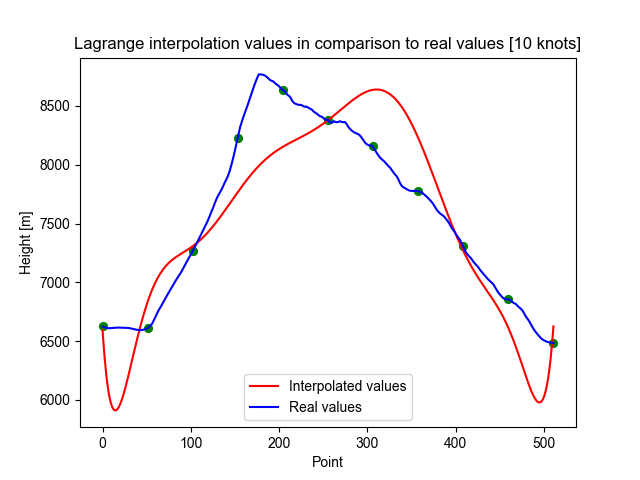 Lagrange interpolation values in comparison to real values [10 knots]
Height [m]
8500
8000
7500
7000
6500
6000
0 100 200 300 400 500
Point
Interpolated values
Real values